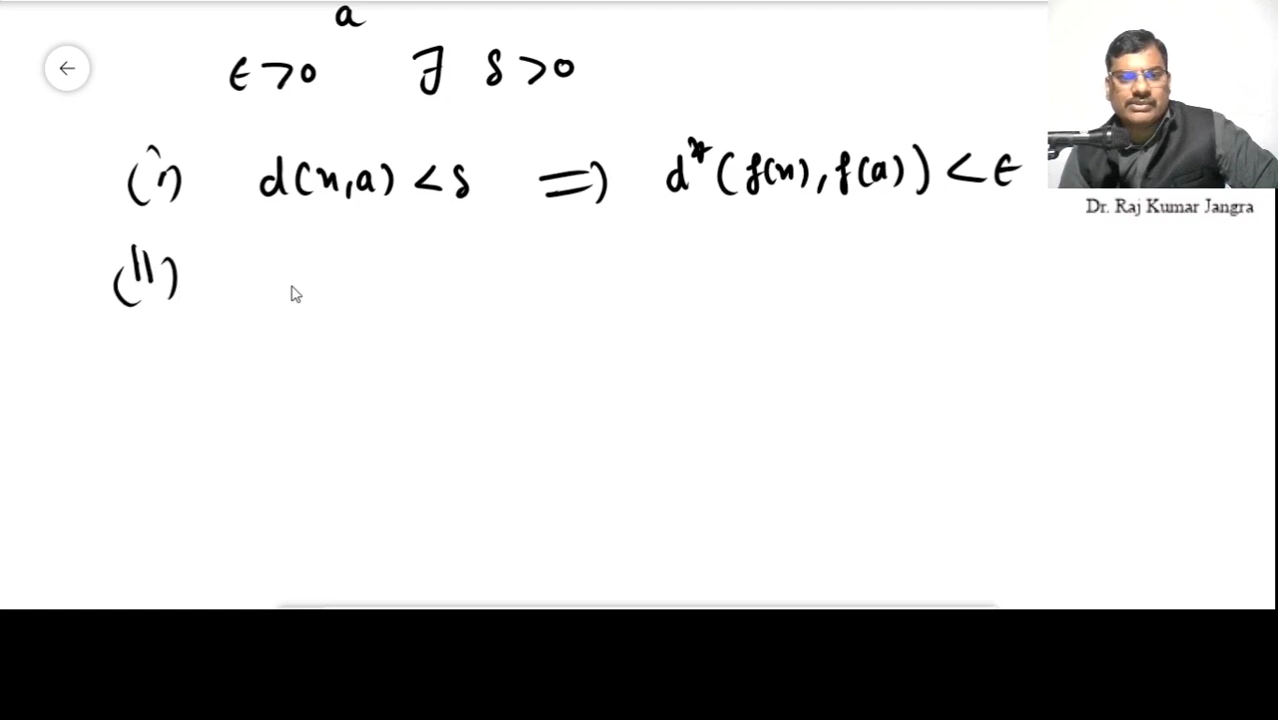 a
ϵ>0 ∃ δ>0
(i) d(x,a) < δ ⇒ d*(f(x), f(a)) < ϵ
Dr. Raj Kumar Jangra
(ii)